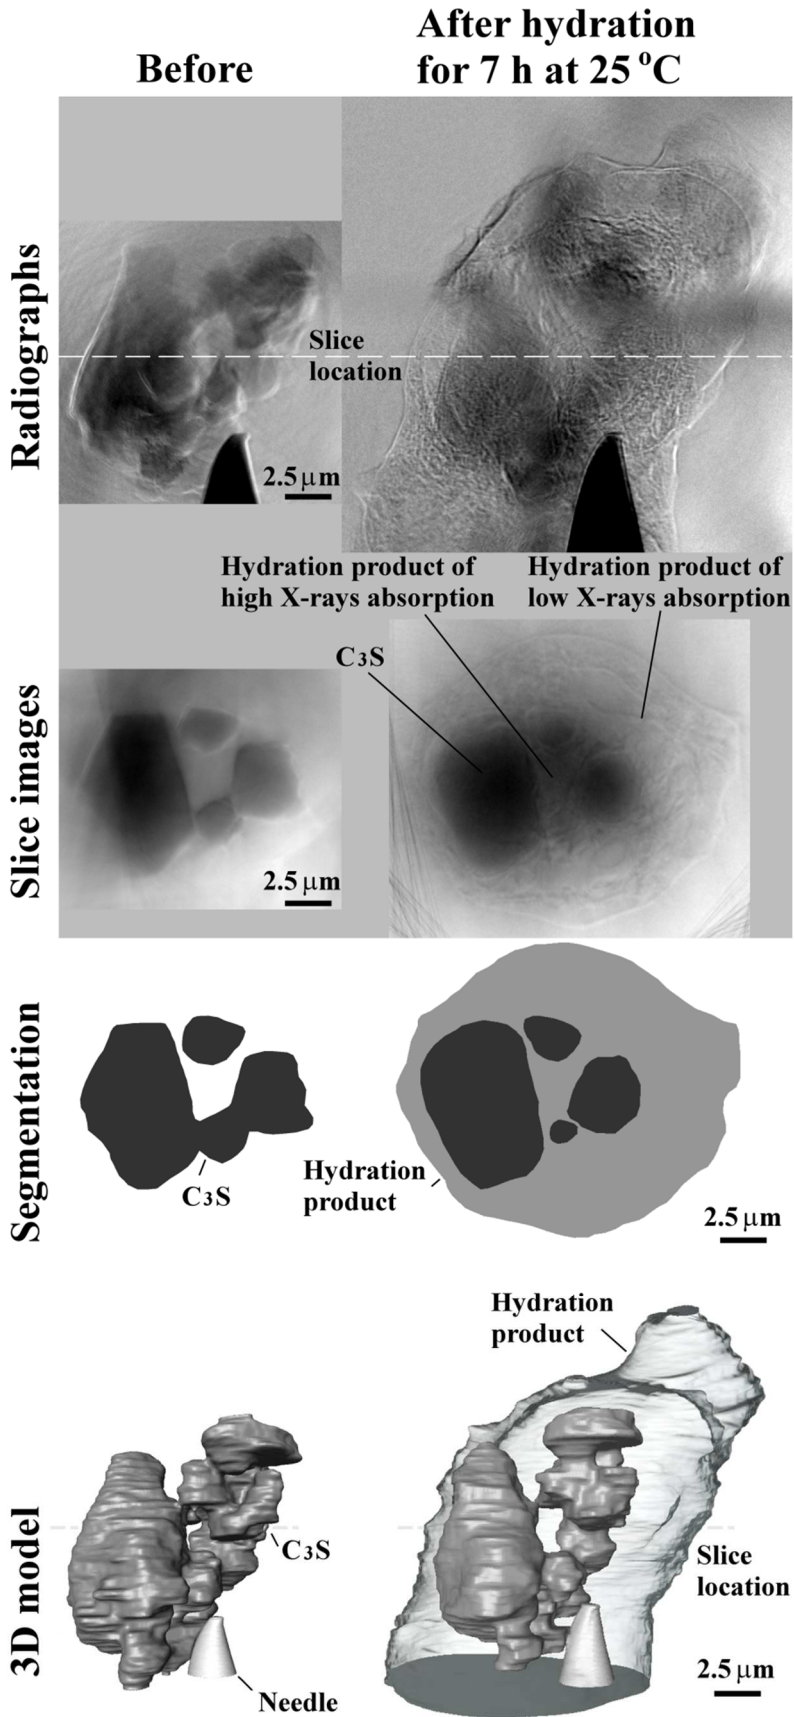 Before
After hydration
for 7 h at 25 °C
Radiographs
Slice
location
2.5 μm
Hydration product of
high X-rays absorption
Hydration product of
low X-rays absorption
Slice images
C3S
2.5 μm
Segmentation
C3S
Hydration
product
2.5 μm
3D model
Hydration
product
C3S
Slice
location
Needle
2.5 μm